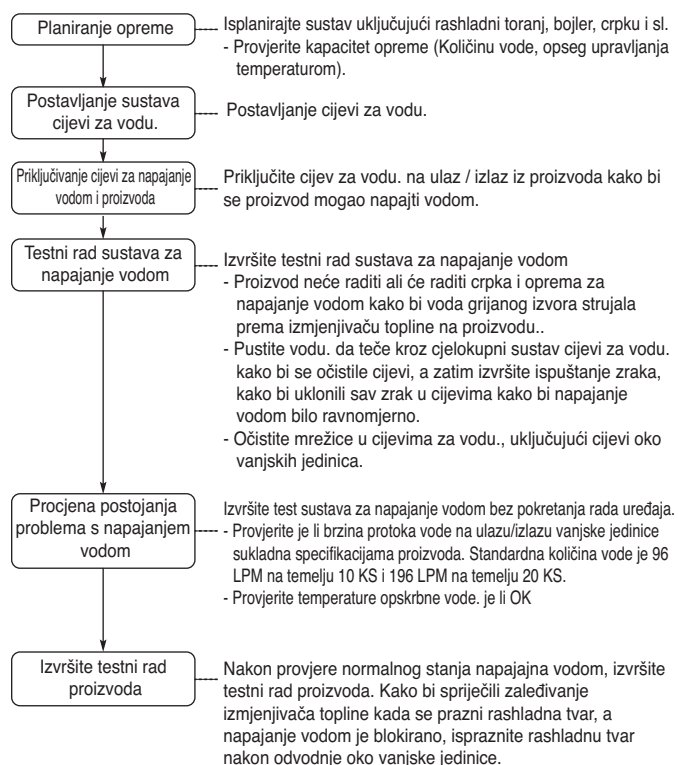 Planiranje opreme
Isplanirajte sustav uključujući rashladni toranj, bojler, crpku i sl.
- Provjerite kapacitet opreme (Količinu vode, opseg upravljanja
temperaturom).
Postavljanje sustava
cijevi za vodu.
Postavljanje cijevi za vodu.
Priključivanje cijevi za napajanje
vodom i proizvoda
Priključite cijev za vodu. na ulaz / izlaz iz proizvoda kako bi
se proizvod mogao napajti vodom.
Testni rad sustava za
napajanje vodom
Izvršite testni rad sustava za napajanje vodom
- Proizvod neće raditi ali će raditi crpka i oprema za
napajanje vodom kako bi voda grijanog izvora strujala
prema izmjenjivaču topline na proizvodu..
- Pustite vodu. da teče kroz cjelokupni sustav cijevi za vodu.
kako bi se očistile cijevi, a zatim izvršite ispuštanje zraka,
kako bi uklonili sav zrak u cijevima kako bi napajanje
vodom bilo ravnomjerno.
- Očistite mrežice u cijevima za vodu., uključujući cijevi oko
vanjskih jedinica.
Procjena postojanja
problema s napajanjem
vodom
Izvršite test sustava za napajanje vodom bez pokretanja rada uređaja.
- Provjerite je li brzina protoka vode na ulazu/izlazu vanjske jedinice
sukladna specifikacijama proizvoda. Standardna količina vode je 96
LPM na temelju 10 KS i 196 LPM na temelju 20 KS.
- Provjerite temperature opskrbne vode. je li OK
Izvršite testni rad
proizvoda
Nakon provjere normalnog stanja napajajna vodom, izvršite
testni rad proizvoda. Kako bi spriječili zaleđivanje
izmjenjivača topline kada se prazni rashladna tvar, a
napajanje vodom je blokirano, ispraznite rashladnu tvar
nakon odvodnje oko vanjske jedinice.